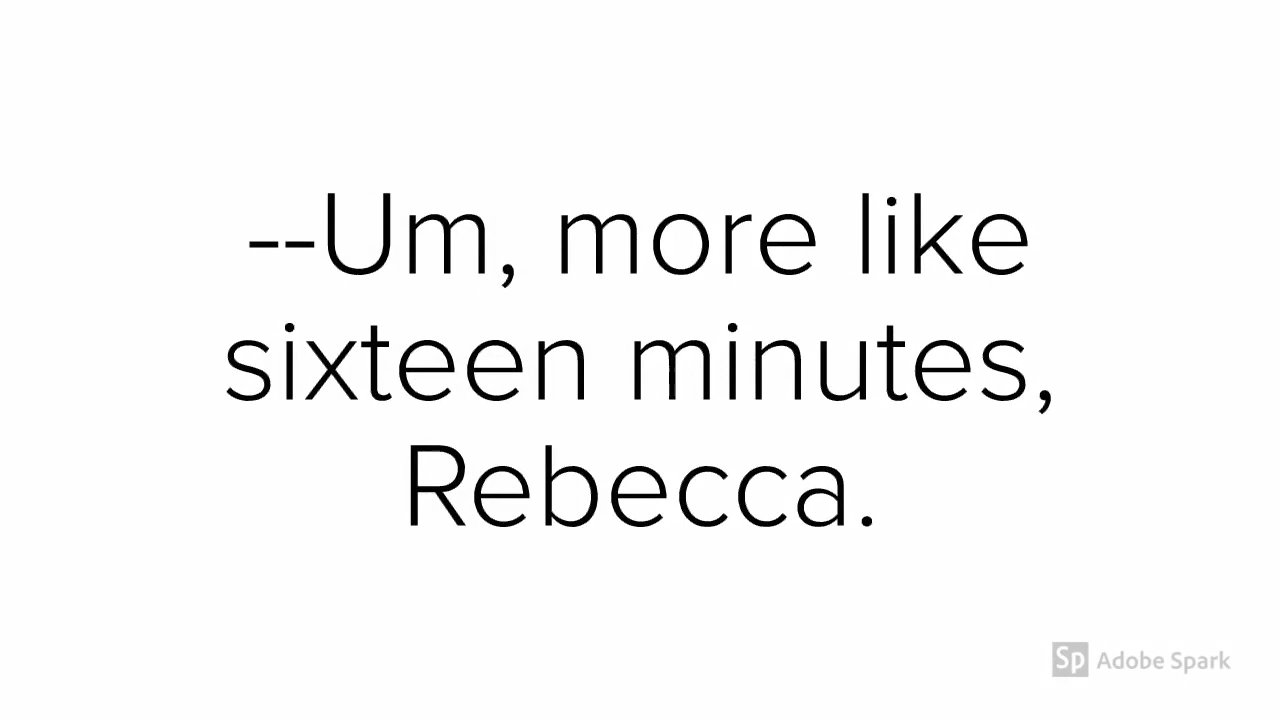 --Um, more like
sixteen minutes,
Rebecca.
Sp Adobe Spark